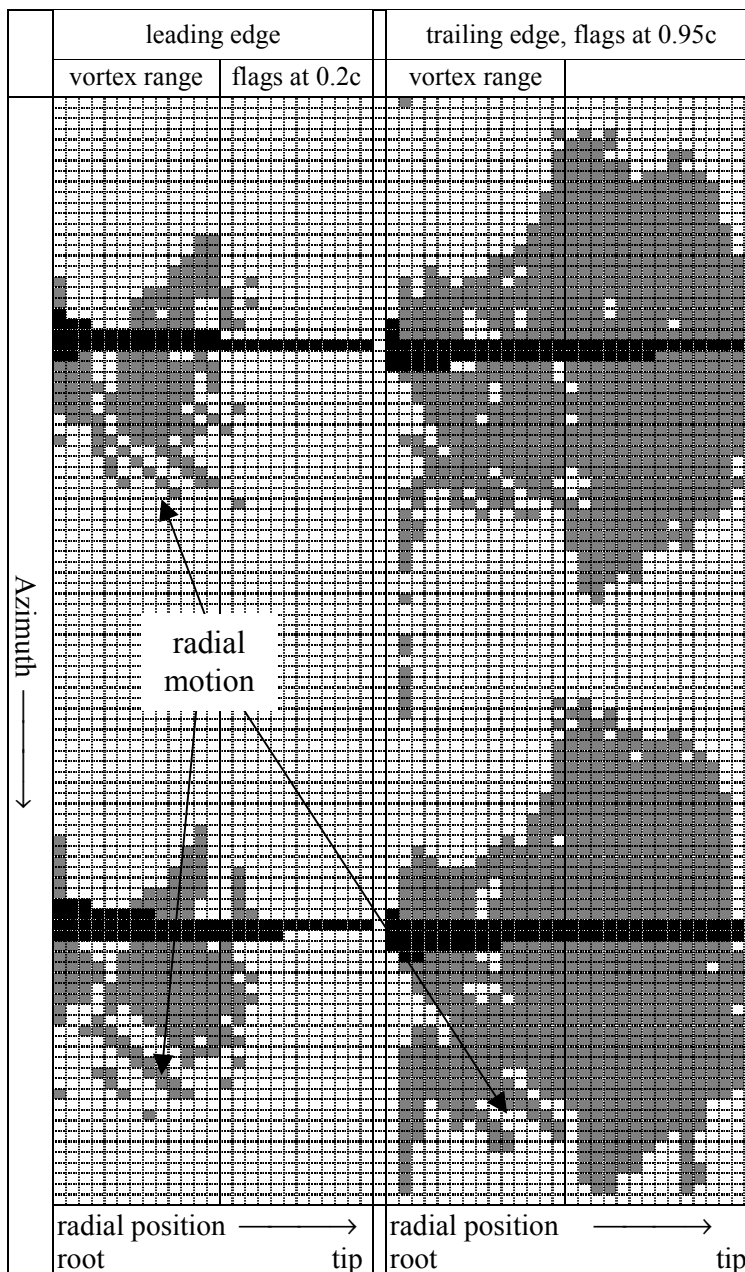 leading edge
trailing edge, flags at 0.95c
vortex range
flags at 0.2c
vortex range
Azimuth ⟶
radial
motion
radial position ⟶
root tip
radial position ⟶
root tip